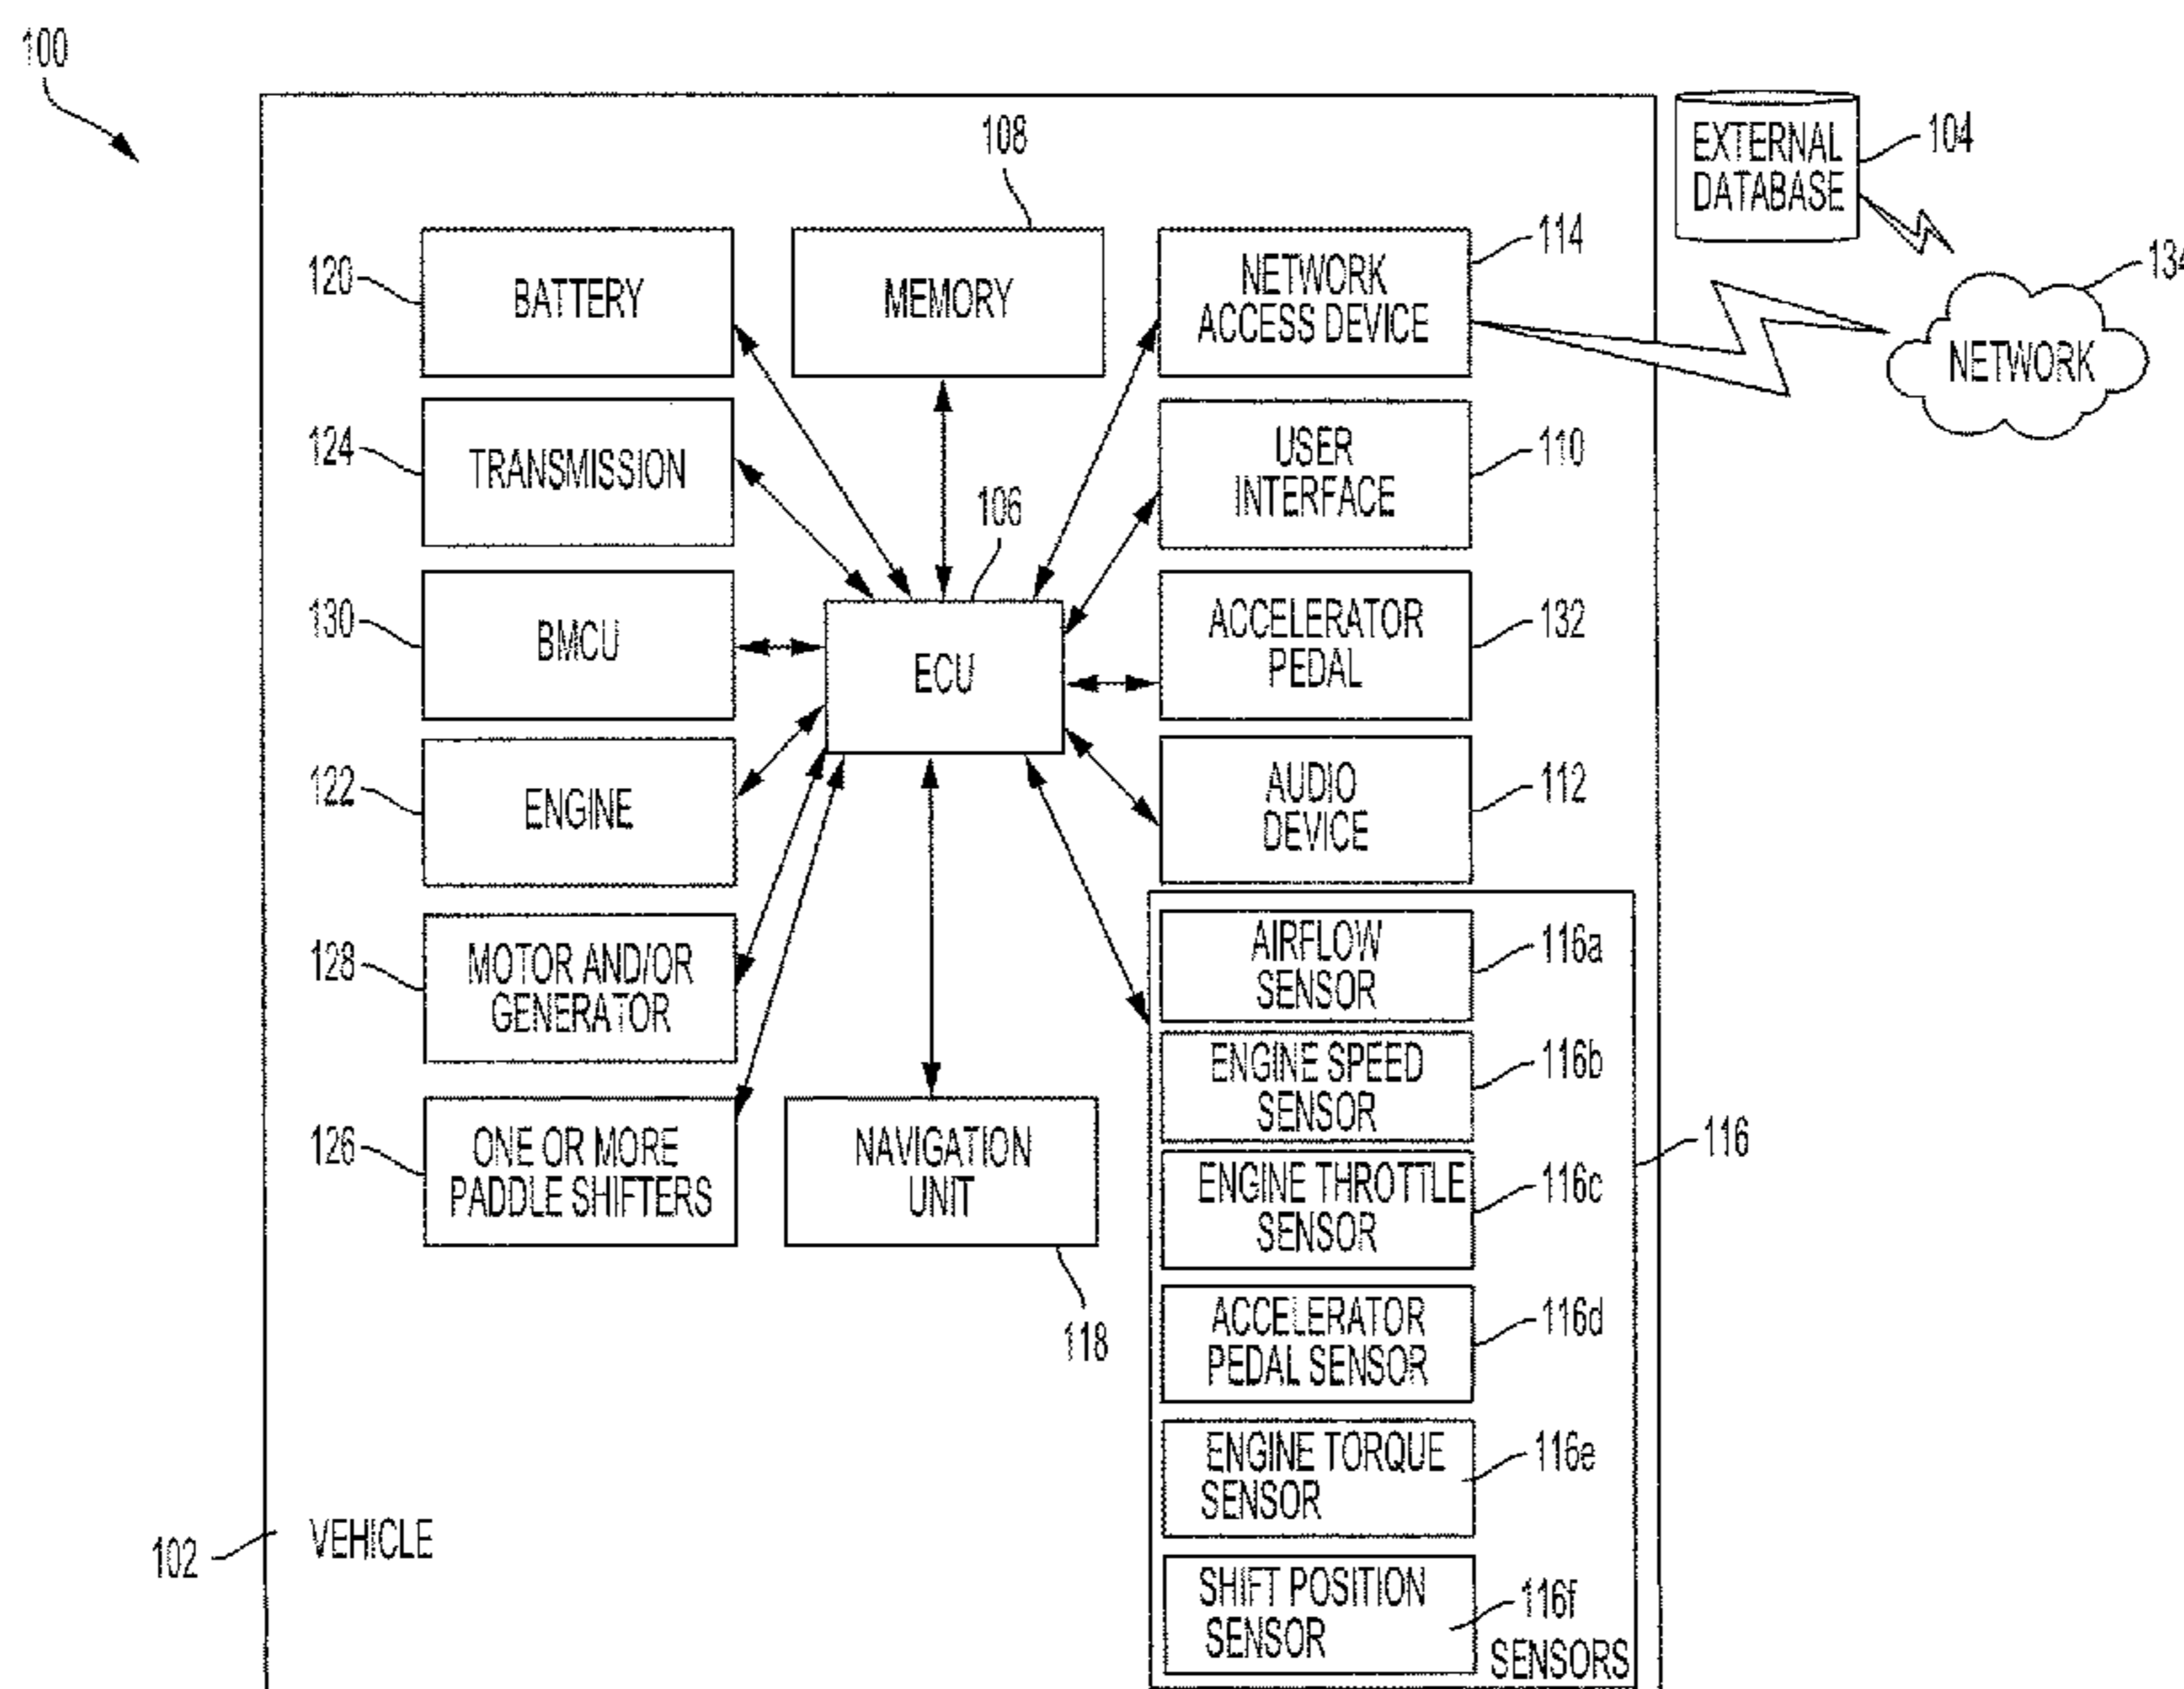 100
108
EXTERNAL
DATABASE
104
120
BATTERY
MEMORY
NETWORK
ACCESS DEVICE
114
134
NETWORK
124
TRANSMISSION
USER
INTERFACE
110
106
130
BMCU
ECU
ACCELERATOR
PEDAL
132
122
ENGINE
AUDIO
DEVICE
112
128
MOTOR AND/OR
GENERATOR
AIRFLOW
SENSOR
116a
ENGINE SPEED
SENSOR
116b
126
ONE OR MORE
PADDLE SHIFTERS
NAVIGATION
UNIT
118
ENGINE THROTTLE
SENSOR
116c
116
ACCELERATOR
PEDAL SENSOR
116d
ENGINE TORQUE
SENSOR
116e
102
VEHICLE
SHIFT POSITION
SENSOR
116f
SENSORS